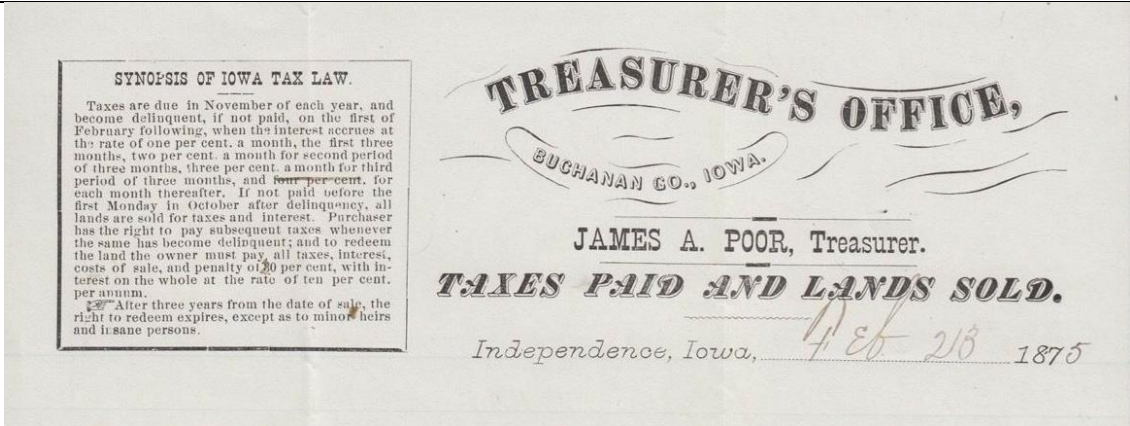 SYNOPSIS OF IOWA TAX LAW.
Taxes are due in November of each year, and
become delinquent, if not paid, on the first of
February following, when the interest accrues at
the rate of one per cent. a month, the first three
months, two per cent. a month for second period
of three months, three per cent. a month for third
period of three months, and four per cent. for
each month thereafter. If not paid before the
first Monday in October after delinquency, all
lands are sold for taxes and interest. Purchaser
has the right to pay subsequent taxes whenever
the same has become delinquent; and to redeem
the land the owner must pay all taxes, interest,
costs of sale, and penalty of 20 per cent, with in-
terest on the whole at the rate of ten per cent.
per annum.
After three years from the date of sale, the
right to redeem expires, except as to minor heirs
and insane persons.
TREASURER'S OFFICE,
BUCHANAN CO., IOWA.
JAMES A. POOR, Treasurer.
TAXES PAID AND LANDS SOLD.
Independence, Iowa, Feb 23 1875